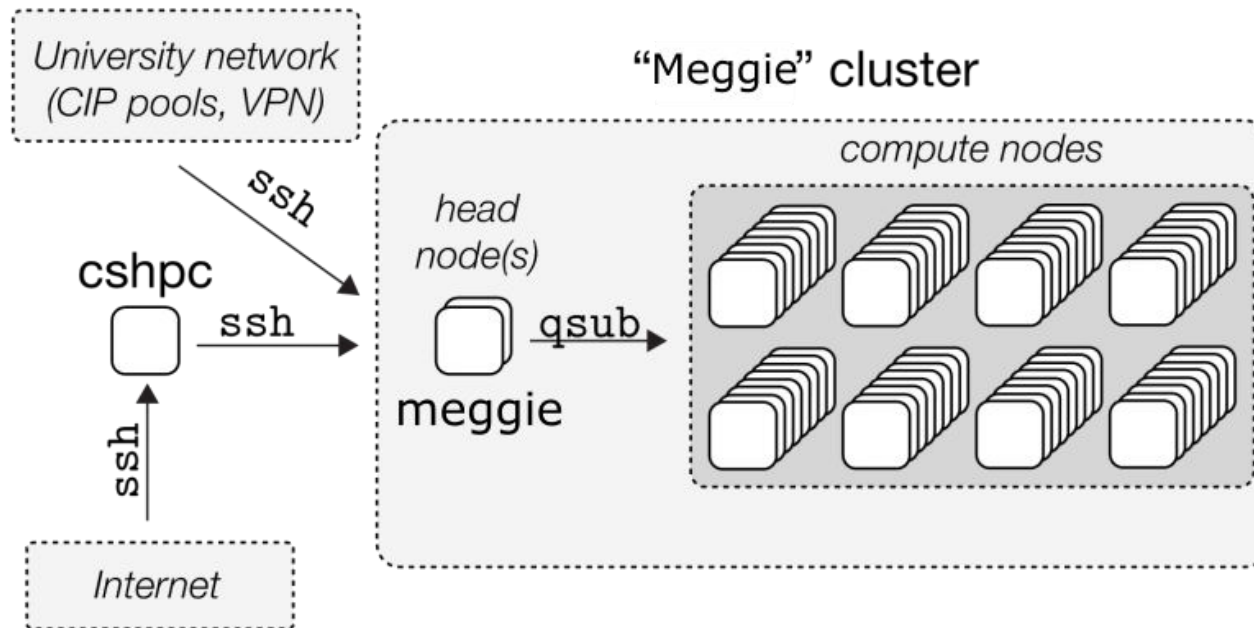 University network
(CIP pools, VPN)
“Meggie” cluster
compute nodes
ssh
head
node(s)
cshpc
ssh
qsub
meggie
ssh
Internet